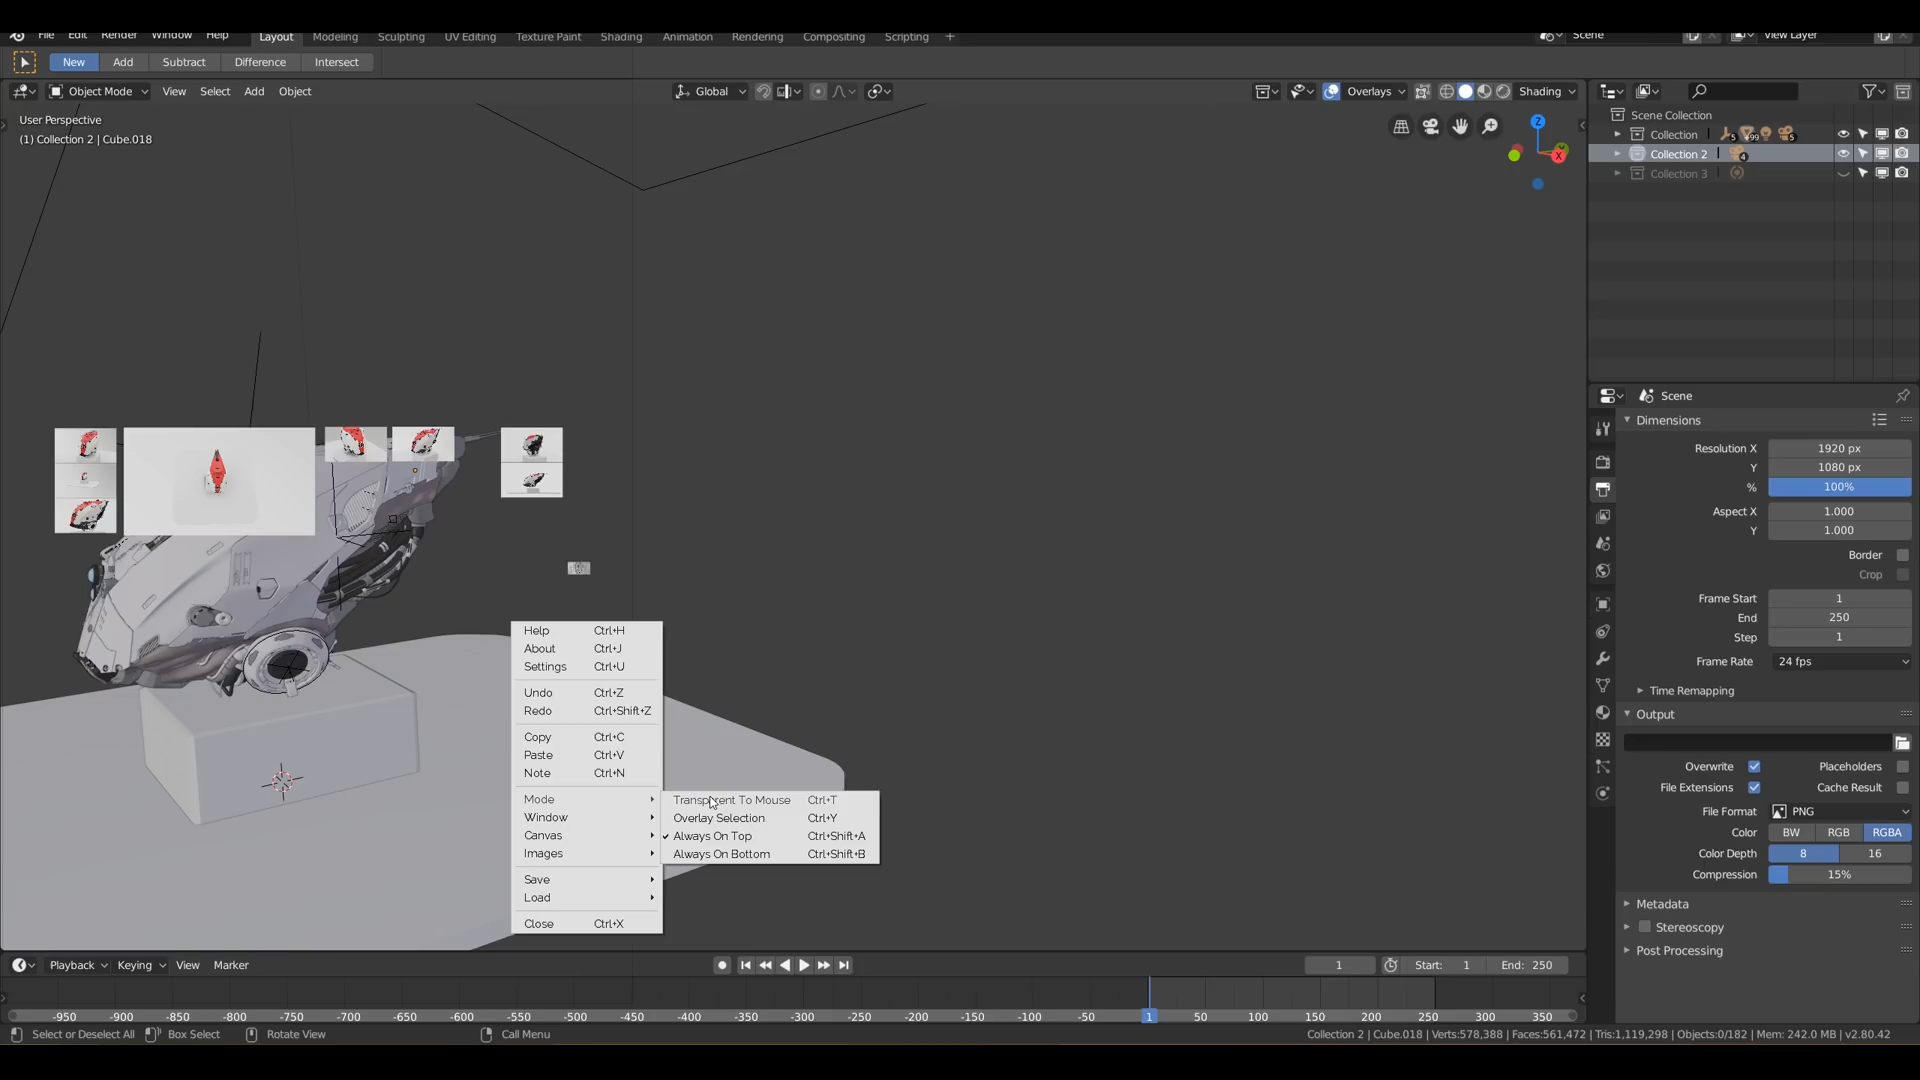 File Edit Render Window Help Layout Modeling Sculpting UV Editing Texture Paint Shading Animation Rendering Compositing Scripting + Scene View Layer
New Add Subtract Difference Intersect
Object Mode View Select Add Object Global Overlays Shading
User Perspective
(1) Collection 2 | Cube.018
Scene Collection
Collection 5 99 5
Collection 2 4
Collection 3
Z
X
Scene
Dimensions
Resolution X 1920 px
Y 1080 px
% 100%
Aspect X 1.000
Y 1.000
Border
Crop
Frame Start 1
End 250
Step 1
Frame Rate 24 fps
Time Remapping
Output
Overwrite Placeholders
File Extensions Cache Result
File Format PNG
Color BW RGB RGBA
Color Depth 8 16
Compression 15%
Metadata
Stereoscopy
Post Processing
Help Ctrl+H
About Ctrl+J
Settings Ctrl+U
Undo Ctrl+Z
Redo Ctrl+Shift+Z
Copy Ctrl+C
Paste Ctrl+V
Note Ctrl+N
Mode
Window
Canvas
Images
Save
Load
Close Ctrl+X
Transparent To Mouse Ctrl+T
Overlay Selection Ctrl+Y
Always On Top Ctrl+Shift+A
Always On Bottom Ctrl+Shift+B
Playback Keying View Marker 1 Start: 1 End: 250
-950 -900 -850 -800 -750 -700 -650 -600 -550 -500 -450 -400 -350 -300 -250 -200 -150 -100 -50 1 50 100 150 200 250 300 350
Select or Deselect All Box Select Rotate View Call Menu Collection 2 | Cube.018 | Verts:578,388 | Faces:561,472 | Tris:1,119,298 | Objects:0/182 | Mem: 242.0 MB | v2.80.42